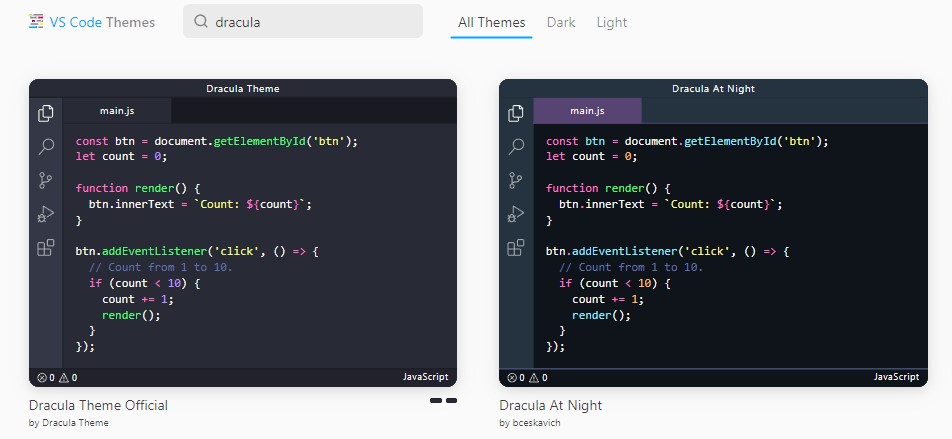 VS Code Themes
dracula
All Themes Dark Light
Dracula Theme
main.js
const btn = document.getElementById('btn');
let count = 0;
function render() {
btn.innerText = `Count: ${count}`;
}
btn.addEventListener('click', () => {
// Count from 1 to 10.
if (count < 10) {
count += 1;
render();
}
});
0 0 JavaScript
Dracula Theme Official
by Dracula Theme
Dracula At Night
main.js
const btn = document.getElementById('btn');
let count = 0;
function render() {
btn.innerText = `Count: ${count}`;
}
btn.addEventListener('click', () => {
// Count from 1 to 10.
if (count < 10) {
count += 1;
render();
}
});
0 0 JavaScript
Dracula At Night
by bceskavich